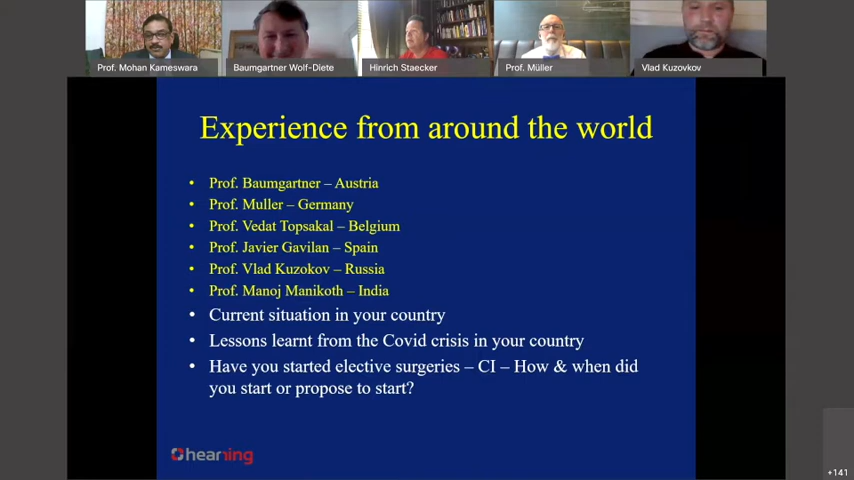 Prof. Mohan Kameswara
Baumgartner Wolf-Diete
Hinrich Staecker
Prof. Müller
Vlad Kuzovkov
Experience from around the world
• Prof. Baumgartner – Austria
• Prof. Muller – Germany
• Prof. Vedat Topsakal – Belgium
• Prof. Javier Gavilan – Spain
• Prof. Vlad Kuzokov – Russia
• Prof. Manoj Manikoth – India
• Current situation in your country
• Lessons learnt from the Covid crisis in your country
• Have you started elective surgeries – CI – How & when did
you start or propose to start?
hearring
+141